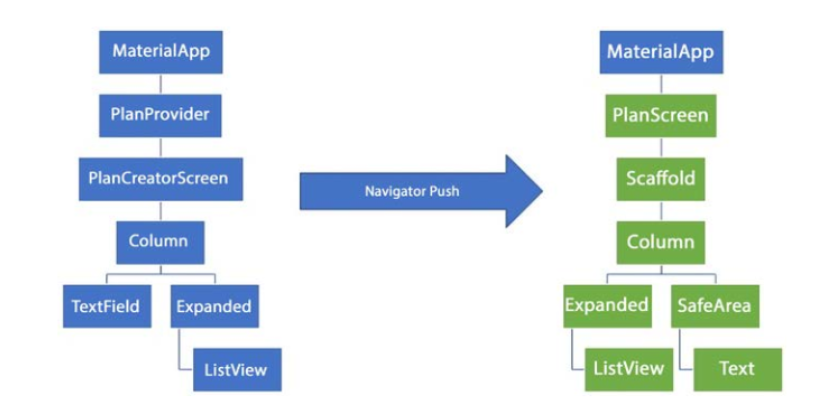 MaterialApp
PlanProvider
PlanCreatorScreen
Column
TextField
Expanded
ListView
Navigator Push
MaterialApp
PlanScreen
Scaffold
Column
Expanded
SafeArea
ListView
Text